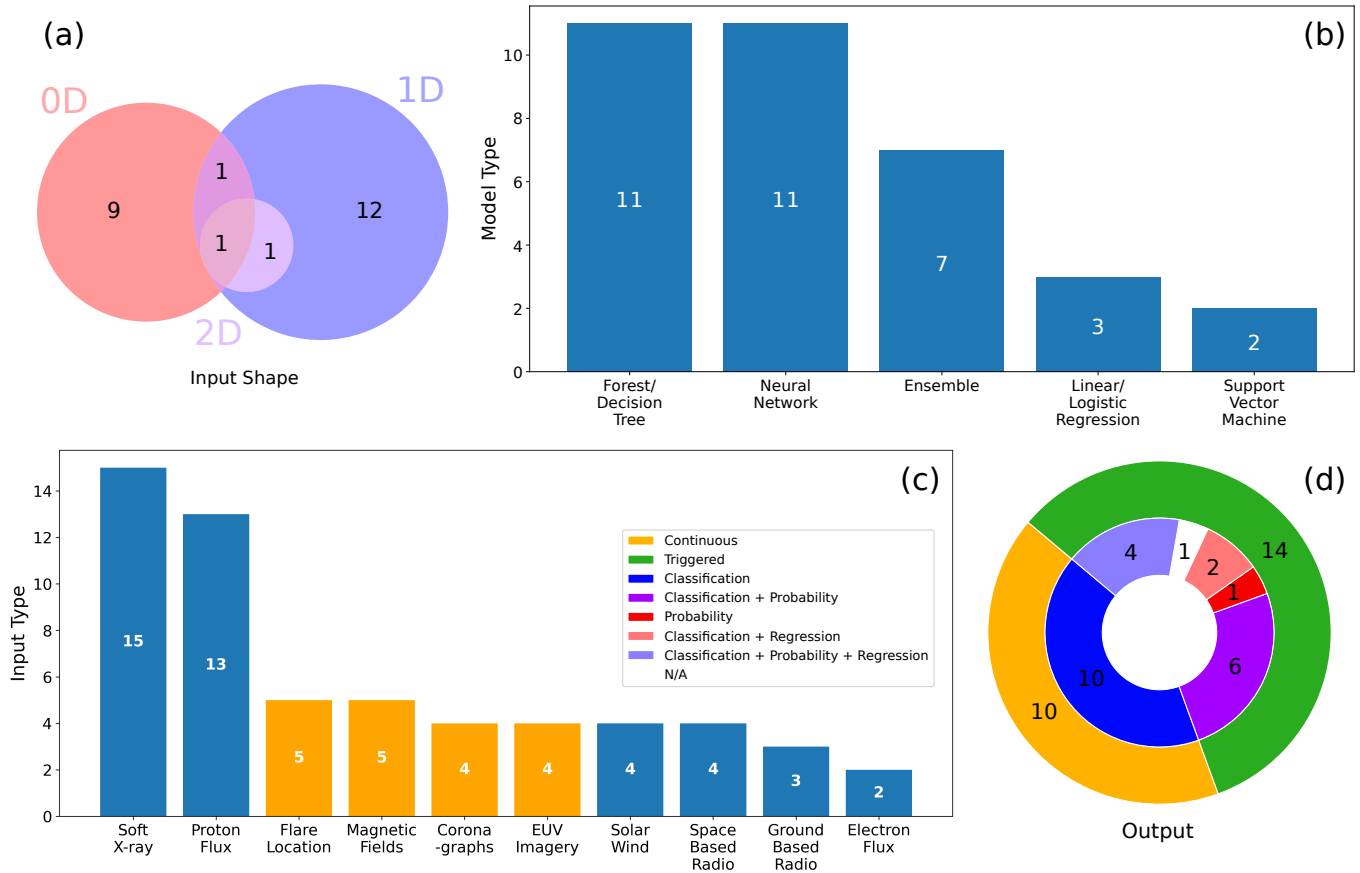 (a)
0D
1D
9
1
12
1
1
2D
Input Shape
(b)
Model Type
10
8
6
4
2
0
11
11
7
3
2
Forest/
Decision
Tree
Neural
Network
Ensemble
Linear/
Logistic
Regression
Support
Vector
Machine
(c)
Input Type
14
12
10
8
6
4
2
0
15
13
5
5
4
4
4
4
3
2
Soft
X-ray
Proton
Flux
Flare
Location
Magnetic
Fields
Corona
-graphs
EUV
Imagery
Solar
Wind
Space
Based
Radio
Ground
Based
Radio
Electron
Flux
Continuous
Triggered
Classification
Classification + Probability
Probability
Classification + Regression
Classification + Probability + Regression
N/A
(d)
14
4
1
2
1
6
10
10
Output